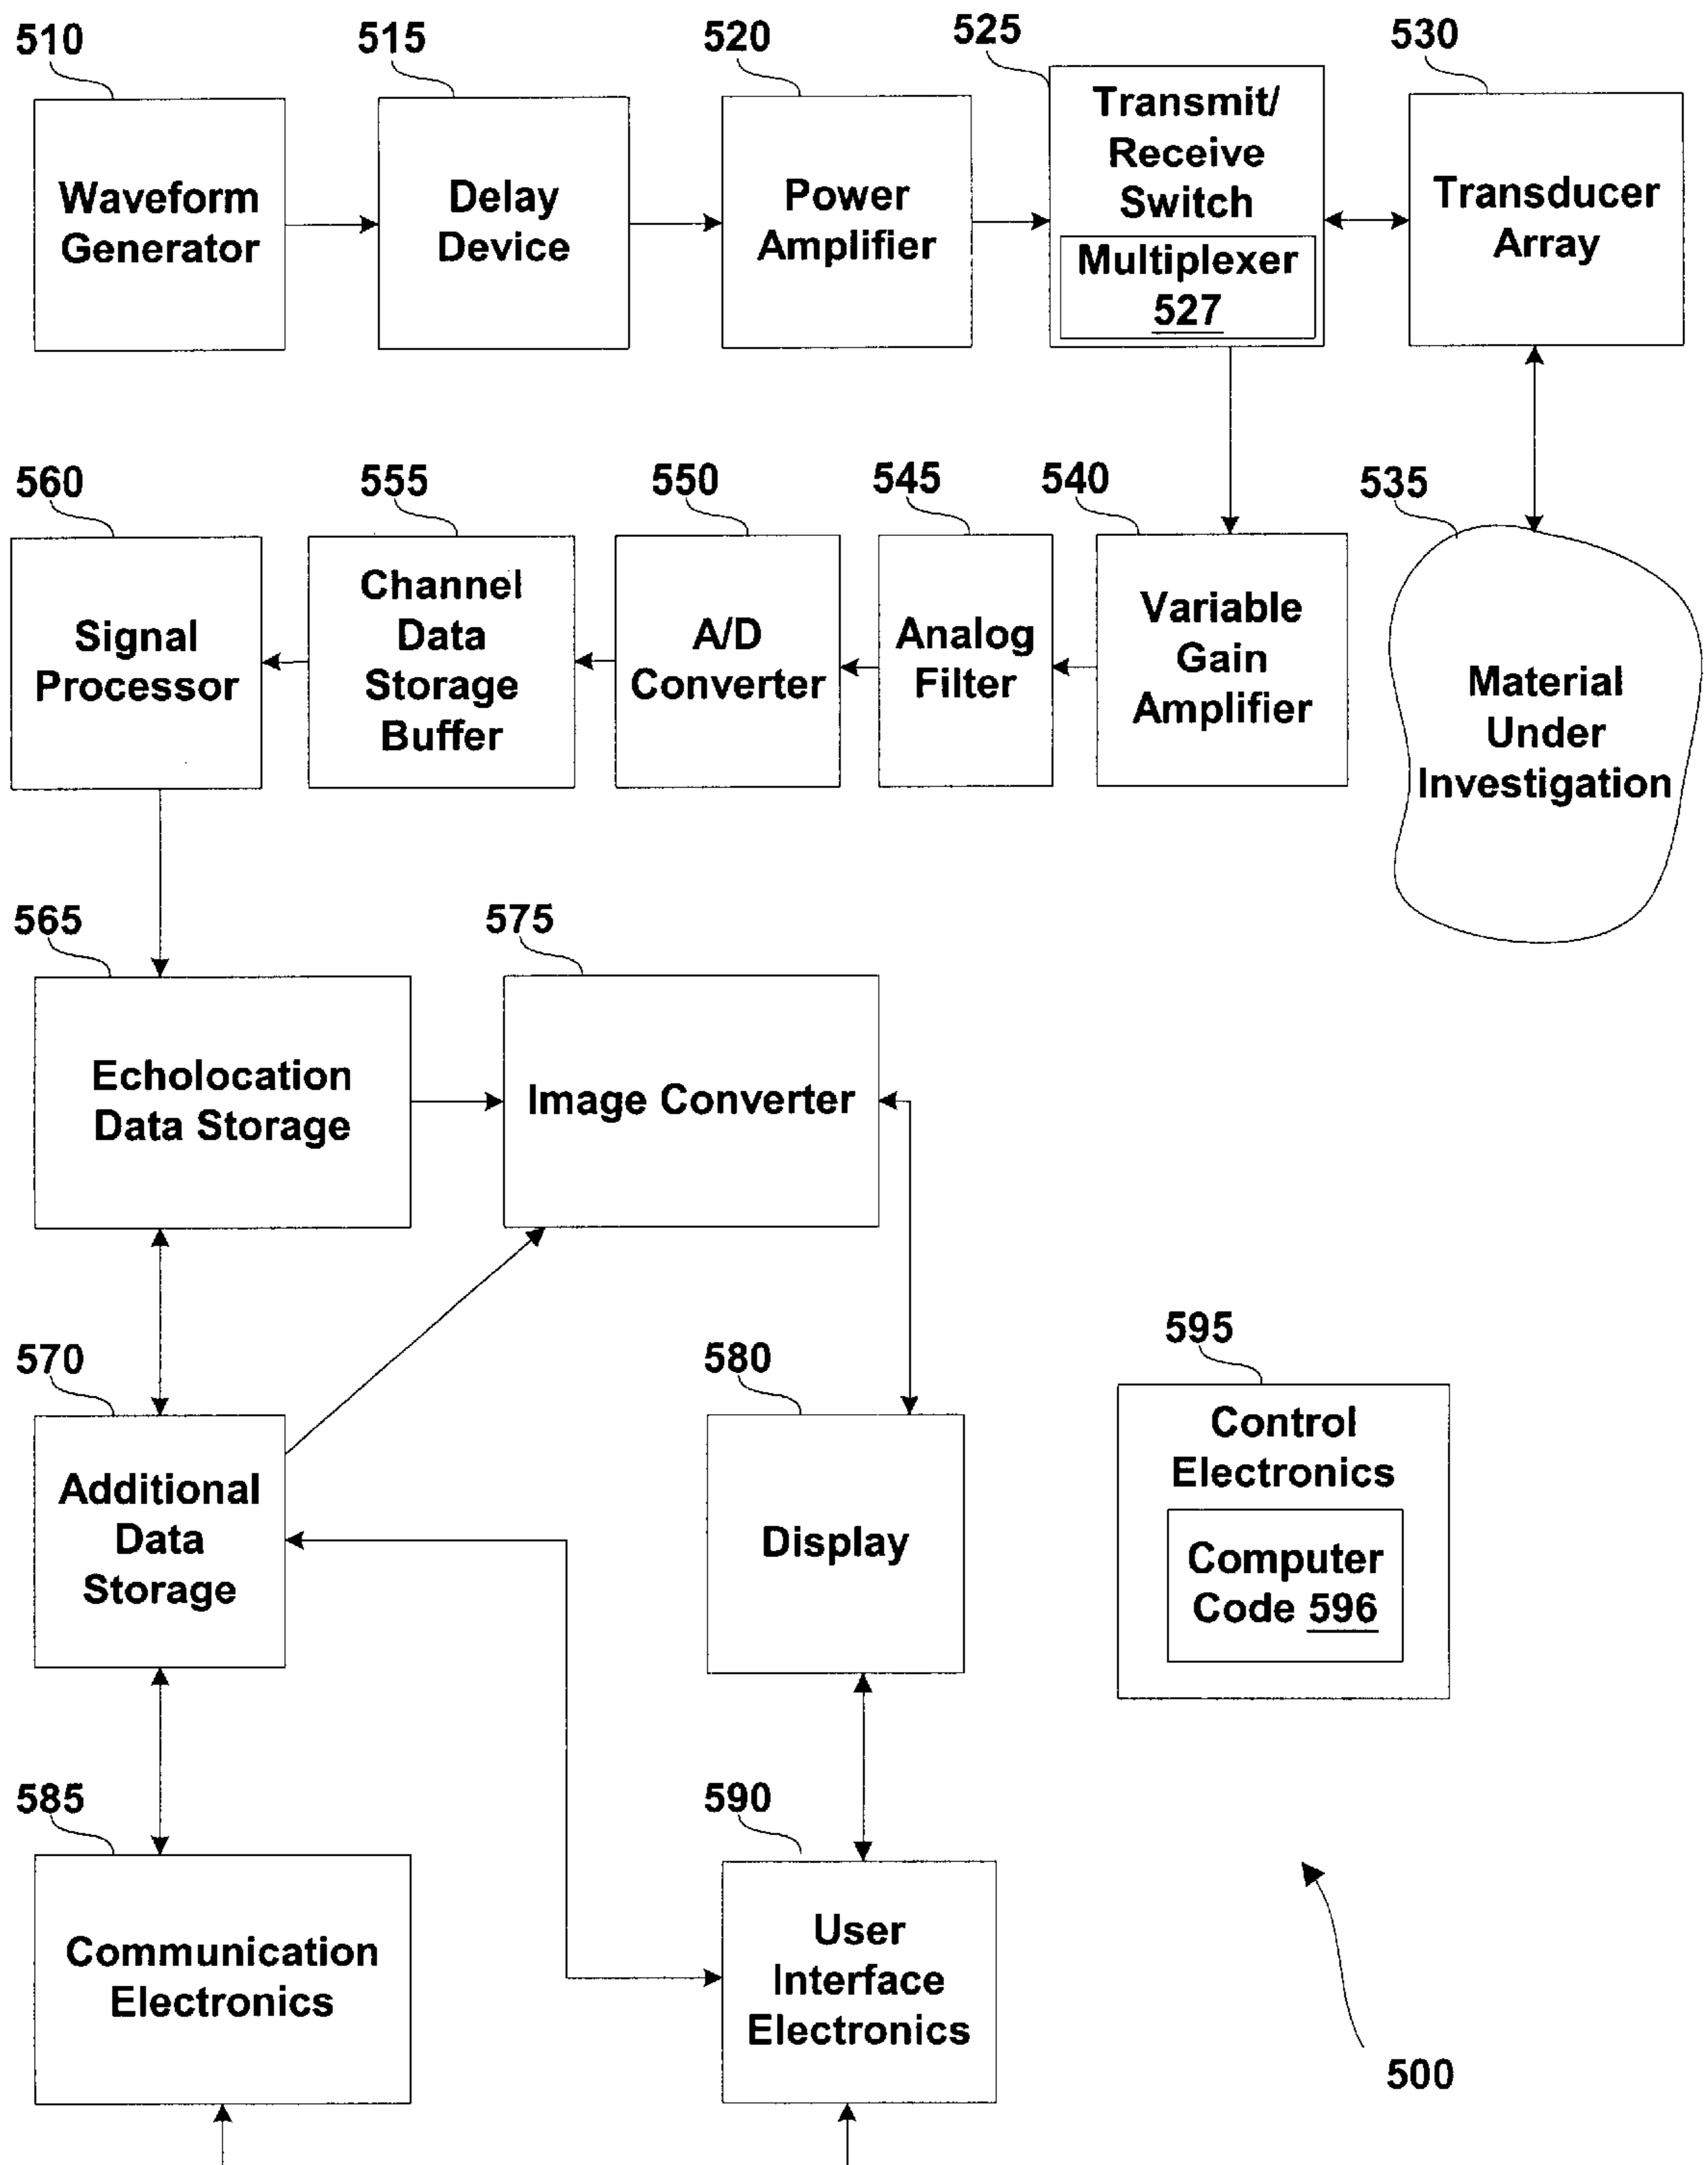 510
515
520
525
530
Waveform
Generator
Delay
Device
Power
Amplifier
Transmit/
Receive
Switch
Multiplexer
527
Transducer
Array
560
555
550
545
540
535
Signal
Processor
Channel
Data
Storage
Buffer
A/D
Converter
Analog
Filter
Variable
Gain
Amplifier
Material
Under
Investigation
565
575
Echolocation
Data Storage
Image Converter
570
580
595
Additional
Data
Storage
Display
Control
Electronics
Computer
Code 596
585
590
Communication
Electronics
User
Interface
Electronics
500